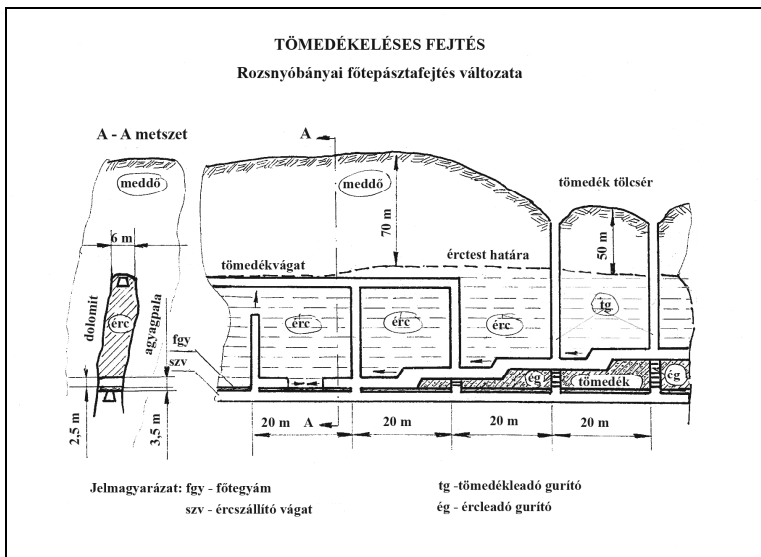 TÖMEDÉKELÉSES FEJTÉS
Rozsnyóbányai főtepásztafejtés változata
A - A metszet
A
meddő
meddő
tömedék tölcsér
70 m
6 m
50 m
tömedékvágat
érctest határa
dolomit
érc
agyagpala
fgy
szv
érc
érc
érc
tg
ég
tömedék
ég
2,5 m
3,5 m
20 m
A
20 m
20 m
20 m
Jelmagyarázat: fgy - főtegyám
szv - ércszállító vágat
tg -tömedékleadó gurító
ég - ércleadó gurító